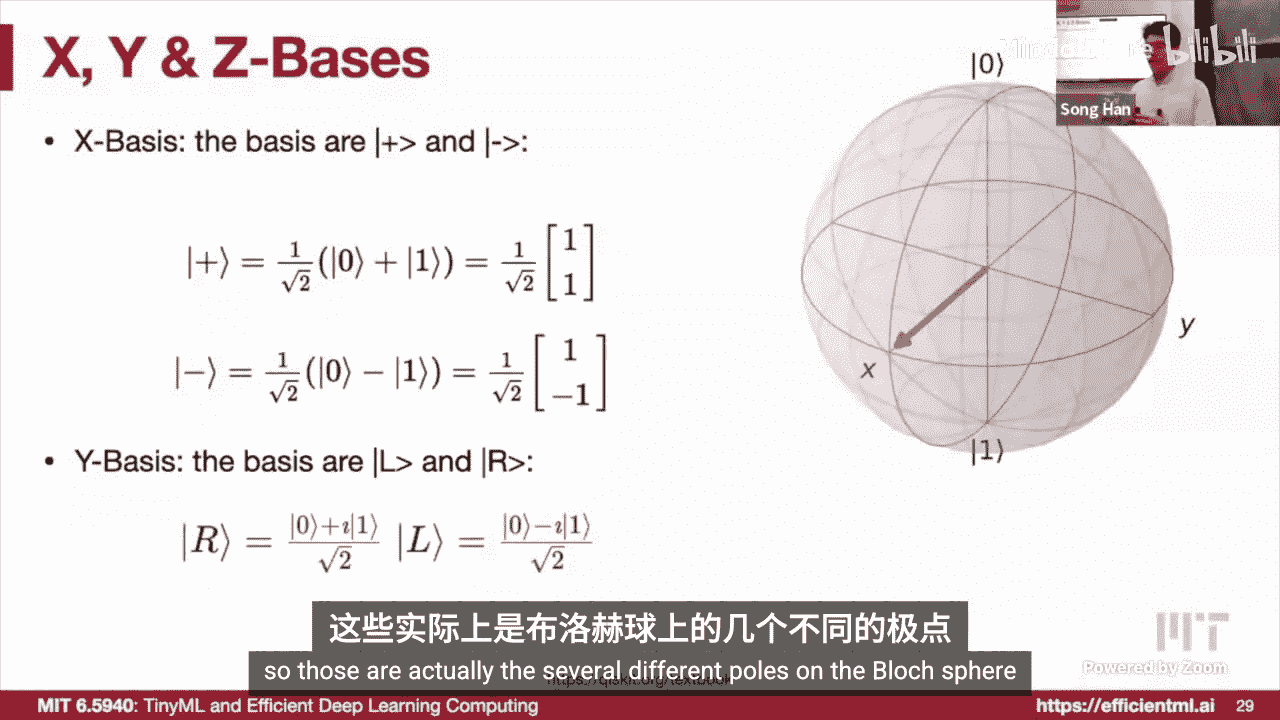 X, Y & Z-Bases
• X-Basis: the basis are |+> and |->:
|+⟩ = 1/√2 (|0⟩ + |1⟩) = 1/√2 [1 1]
|−⟩ = 1/√2 (|0⟩ − |1⟩) = 1/√2 [1 −1]
• Y-Basis: the basis are |L> and |R>:
|R⟩ = |0⟩+i|1⟩/√2 |L⟩ = |0⟩−i|1⟩/√2
|0⟩
x
y
|1⟩
bilibili
Song Han
这些实际上是布洛赫球上的几个不同的极点
so those are actually the several different poles on the Bloch sphere
MIT
Powered by Zoom
MIT 6.5940: TinyML and Efficient Deep Learning Computing
https://efficientml.ai
29